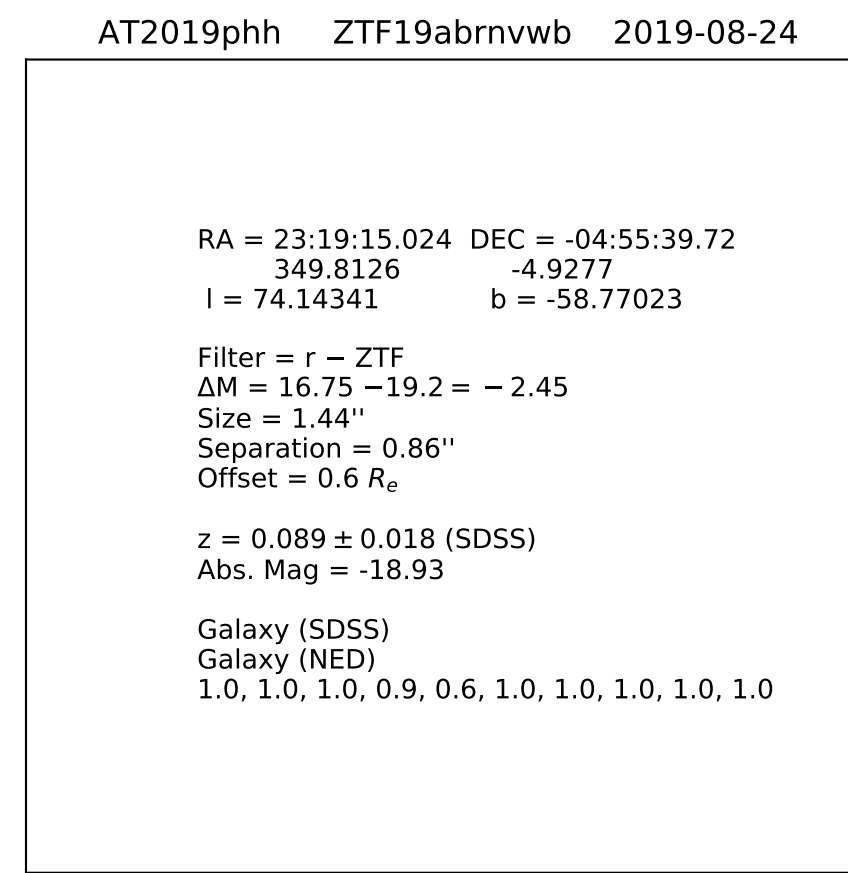 AT2019phh ZTF19abrnvwb 2019-08-24
RA = 23:19:15.024 DEC = -04:55:39.72
349.8126 -4.9277
l = 74.14341 b = -58.77023
Filter = r − ZTF
ΔM = 16.75 −19.2 = − 2.45
Size = 1.44''
Separation = 0.86''
Offset = 0.6 Re
z = 0.089 ± 0.018 (SDSS)
Abs. Mag = -18.93
Galaxy (SDSS)
Galaxy (NED)
1.0, 1.0, 1.0, 0.9, 0.6, 1.0, 1.0, 1.0, 1.0, 1.0